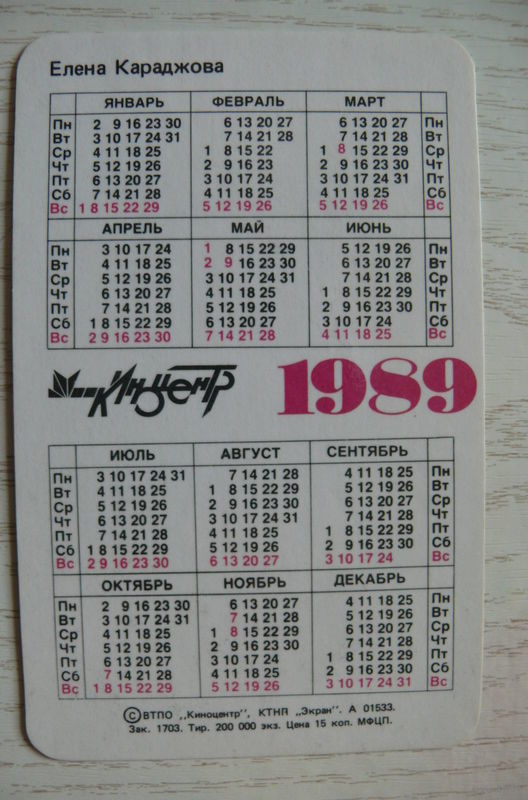 Елена Караджова
ЯНВАРЬ ФЕВРАЛЬ МАРТ
Пн 2 9 16 23 30 6 13 20 27 6 13 20 27 Пн
Вт 3 10 17 24 31 7 14 21 28 7 14 21 28 Вт
Ср 4 11 18 25 1 8 15 22 1 8 15 22 29 Ср
Чт 5 12 19 26 2 9 16 23 2 9 16 23 30 Чт
Пт 6 13 20 27 3 10 17 24 3 10 17 24 31 Пт
Сб 7 14 21 28 4 11 18 25 4 11 18 25 Сб
Вс 1 8 15 22 29 5 12 19 26 5 12 19 26 Вс
АПРЕЛЬ МАЙ ИЮНЬ
Пн 3 10 17 24 1 8 15 22 29 5 12 19 26 Пн
Вт 4 11 18 25 2 9 16 23 30 6 13 20 27 Вт
Ср 5 12 19 26 3 10 17 24 31 7 14 21 28 Ср
Чт 6 13 20 27 4 11 18 25 1 8 15 22 29 Чт
Пт 7 14 21 28 5 12 19 26 2 9 16 23 30 Пт
Сб 1 8 15 22 29 6 13 20 27 3 10 17 24 Сб
Вс 2 9 16 23 30 7 14 21 28 4 11 18 25 Вс
Киноцентр 1989
ИЮЛЬ АВГУСТ СЕНТЯБРЬ
Пн 3 10 17 24 31 7 14 21 28 4 11 18 25 Пн
Вт 4 11 18 25 1 8 15 22 29 5 12 19 26 Вт
Ср 5 12 19 26 2 9 16 23 30 6 13 20 27 Ср
Чт 6 13 20 27 3 10 17 24 31 7 14 21 28 Чт
Пт 7 14 21 28 4 11 18 25 1 8 15 22 29 Пт
Сб 1 8 15 22 29 5 12 19 26 2 9 16 23 30 Сб
Вс 2 9 16 23 30 6 13 20 27 3 10 17 24 Вс
ОКТЯБРЬ НОЯБРЬ ДЕКАБРЬ
Пн 2 9 16 23 30 6 13 20 27 4 11 18 25 Пн
Вт 3 10 17 24 31 7 14 21 28 5 12 19 26 Вт
Ср 4 11 18 25 1 8 15 22 29 6 13 20 27 Ср
Чт 5 12 19 26 2 9 16 23 30 7 14 21 28 Чт
Пт 6 13 20 27 3 10 17 24 1 8 15 22 29 Пт
Сб 7 14 21 28 4 11 18 25 2 9 16 23 30 Сб
Вс 1 8 15 22 29 5 12 19 26 3 10 17 24 31 Вс
© ВТПО „Киноцентр", КТНП „Экран". А 01533.
Зак. 1703. Тир. 200 000 экз. Цена 15 коп. МФЦП.